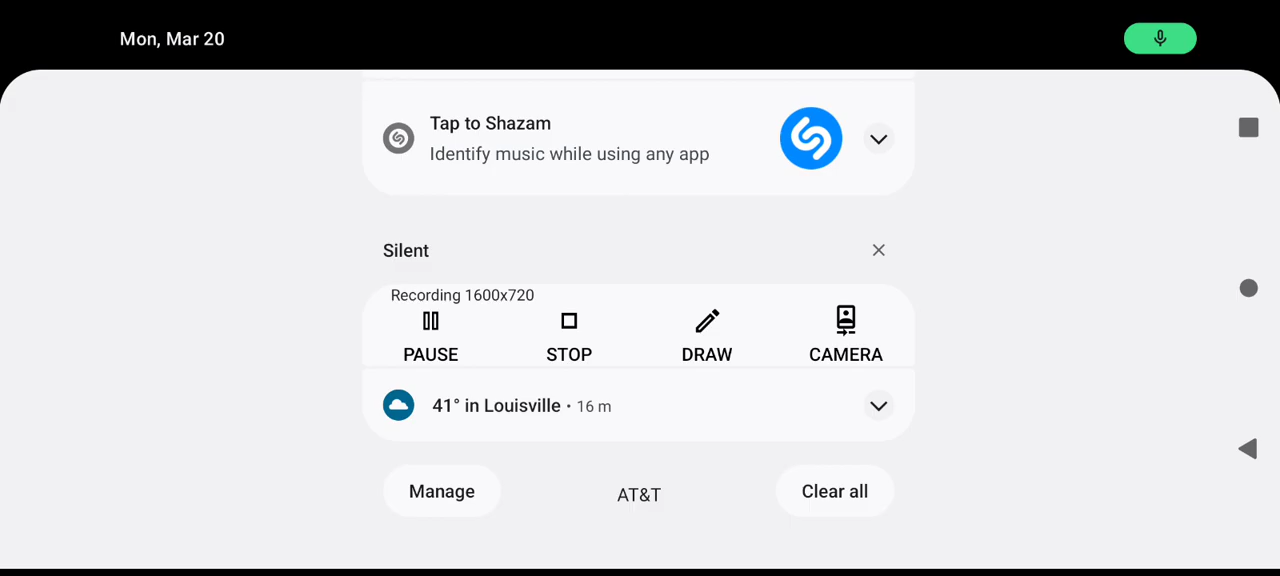 Mon, Mar 20
Tap to Shazam
Identify music while using any app
Silent
Recording 1600x720
PAUSE STOP DRAW CAMERA
41° in Louisville • 16 m
Manage AT&T Clear all